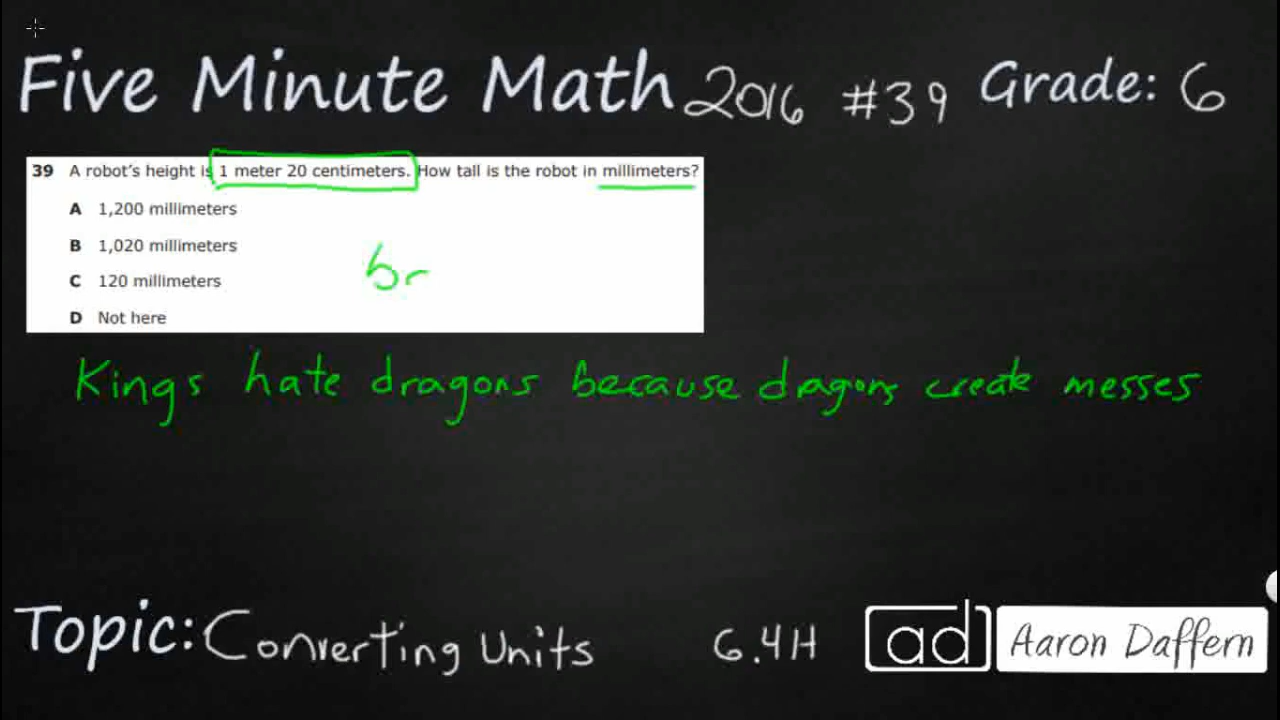 Five Minute Math 2016 #39 Grade: 6
39 A robot's height is 1 meter 20 centimeters. How tall is the robot in millimeters?
A 1,200 millimeters
B 1,020 millimeters
C 120 millimeters
D Not here
br
Kings hate dragons because dragons create messes
Topic: Converting Units 6.4H ad Aaron Daffern